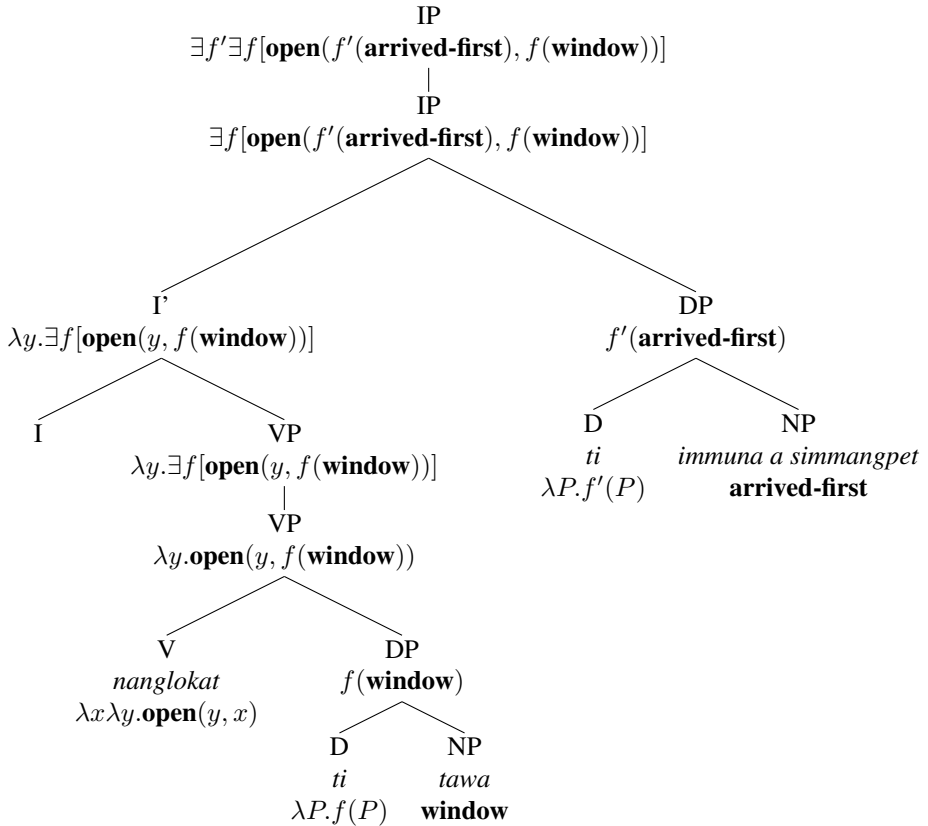 IP
∃f′∃f[open(f′(arrived-first), f(window))]
IP
∃f[open(f′(arrived-first), f(window))]
I’ DP
λy.∃f[open(y, f(window))] f′(arrived-first)
I VP D NP
λy.∃f[open(y, f(window))] ti immuna a simmangpet
λP.f′(P) arrived-first
VP
λy.open(y, f(window))
V DP
nanglokat f(window)
λxλy.open(y, x)
D NP
ti tawa
λP.f(P) window